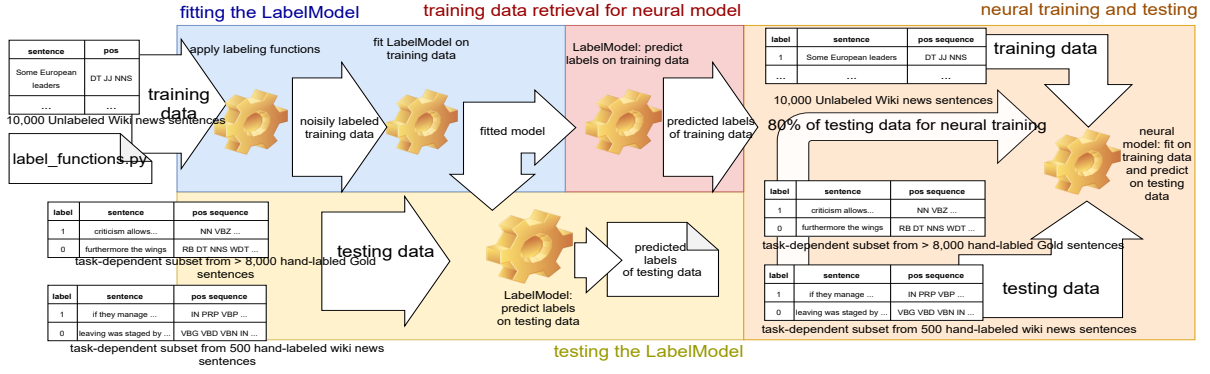 fitting the LabelModel
training data retrieval for neural model
neural training and testing
sentence pos
Some European
leaders
DT JJ NNS
... ...
10,000 Unlabeled Wiki news sentences
label_functions.py
training
data
apply labeling functions
noisily labeled
training data
fit LabelModel on
training data
fitted model
LabelModel: predict
labels on training data
predicted labels
of training data
label sentence pos sequence
1 Some European leaders DT JJ NNS
... ... ...
10,000 Unlabeled Wiki news sentences
training data
80% of testing data for neural training
neural
model: fit on
training data
and predict
on testing
data
label sentence pos sequence
1 criticism allows... NN VBZ ...
0 furthermore the wings RB DT NNS WDT ...
task-dependent subset from > 8,000 hand-labled Gold
sentences
label sentence pos sequence
1 if they manage ... IN PRP VBP ...
0 leaving was staged by ... VBG VBD VBN IN ...
task-dependent subset from 500 hand-labeled wiki news
sentences
testing data
LabelModel:
predict labels
on testing data
predicted
labels
of testing data
testing the LabelModel
label sentence pos sequence
1 criticism allows... NN VBZ ...
0 furthermore the wings RB DT NNS WDT ...
task-dependent subset from > 8,000 hand-labled Gold sentences
label sentence pos sequence
1 if they manage ... IN PRP VBP ...
0 leaving was staged by ... VBG VBD VBN IN ...
task-dependent subset from 500 hand-labeled wiki news sentences
testing data